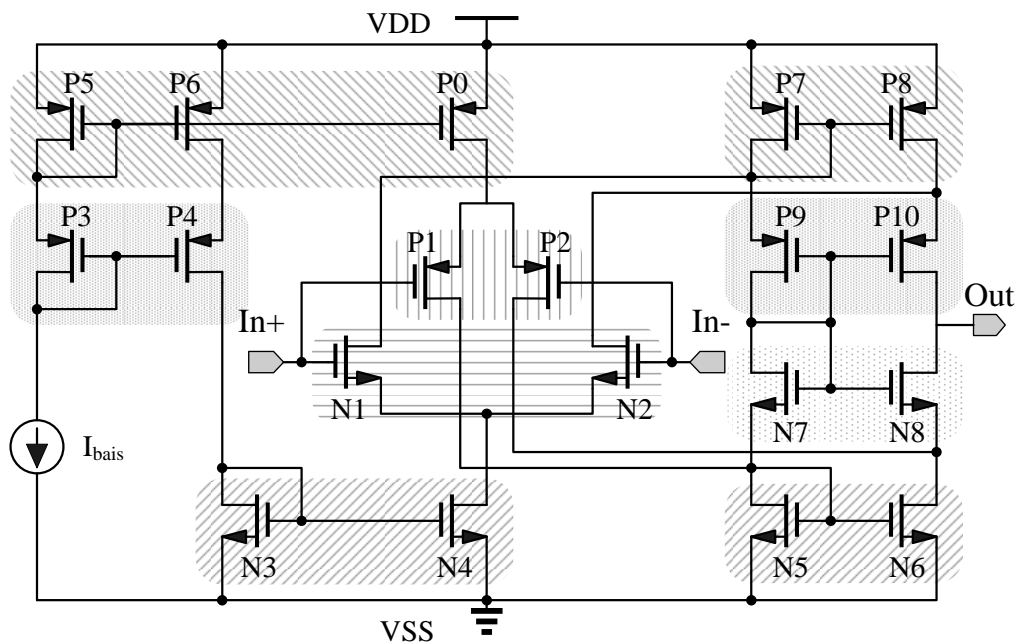 VDD
P5 P6 P0 P7 P8
P3 P4 P1 P2 P9 P10
In+ In- Out
N1 N2 N7 N8
I_bais
N3 N4 N5 N6
VSS